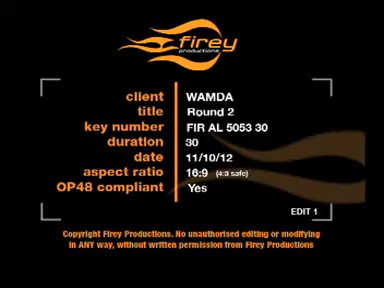 firey
productions
client WAMDA
title Round 2
key number FIR AL 5053 30
duration 30
date 11/10/12
aspect ratio 16:9 (4:3 safe)
OP48 compliant Yes
EDIT 1
Copyright Firey Productions. No unauthorised editing or modifying
in ANY way, without written permission from Firey Productions